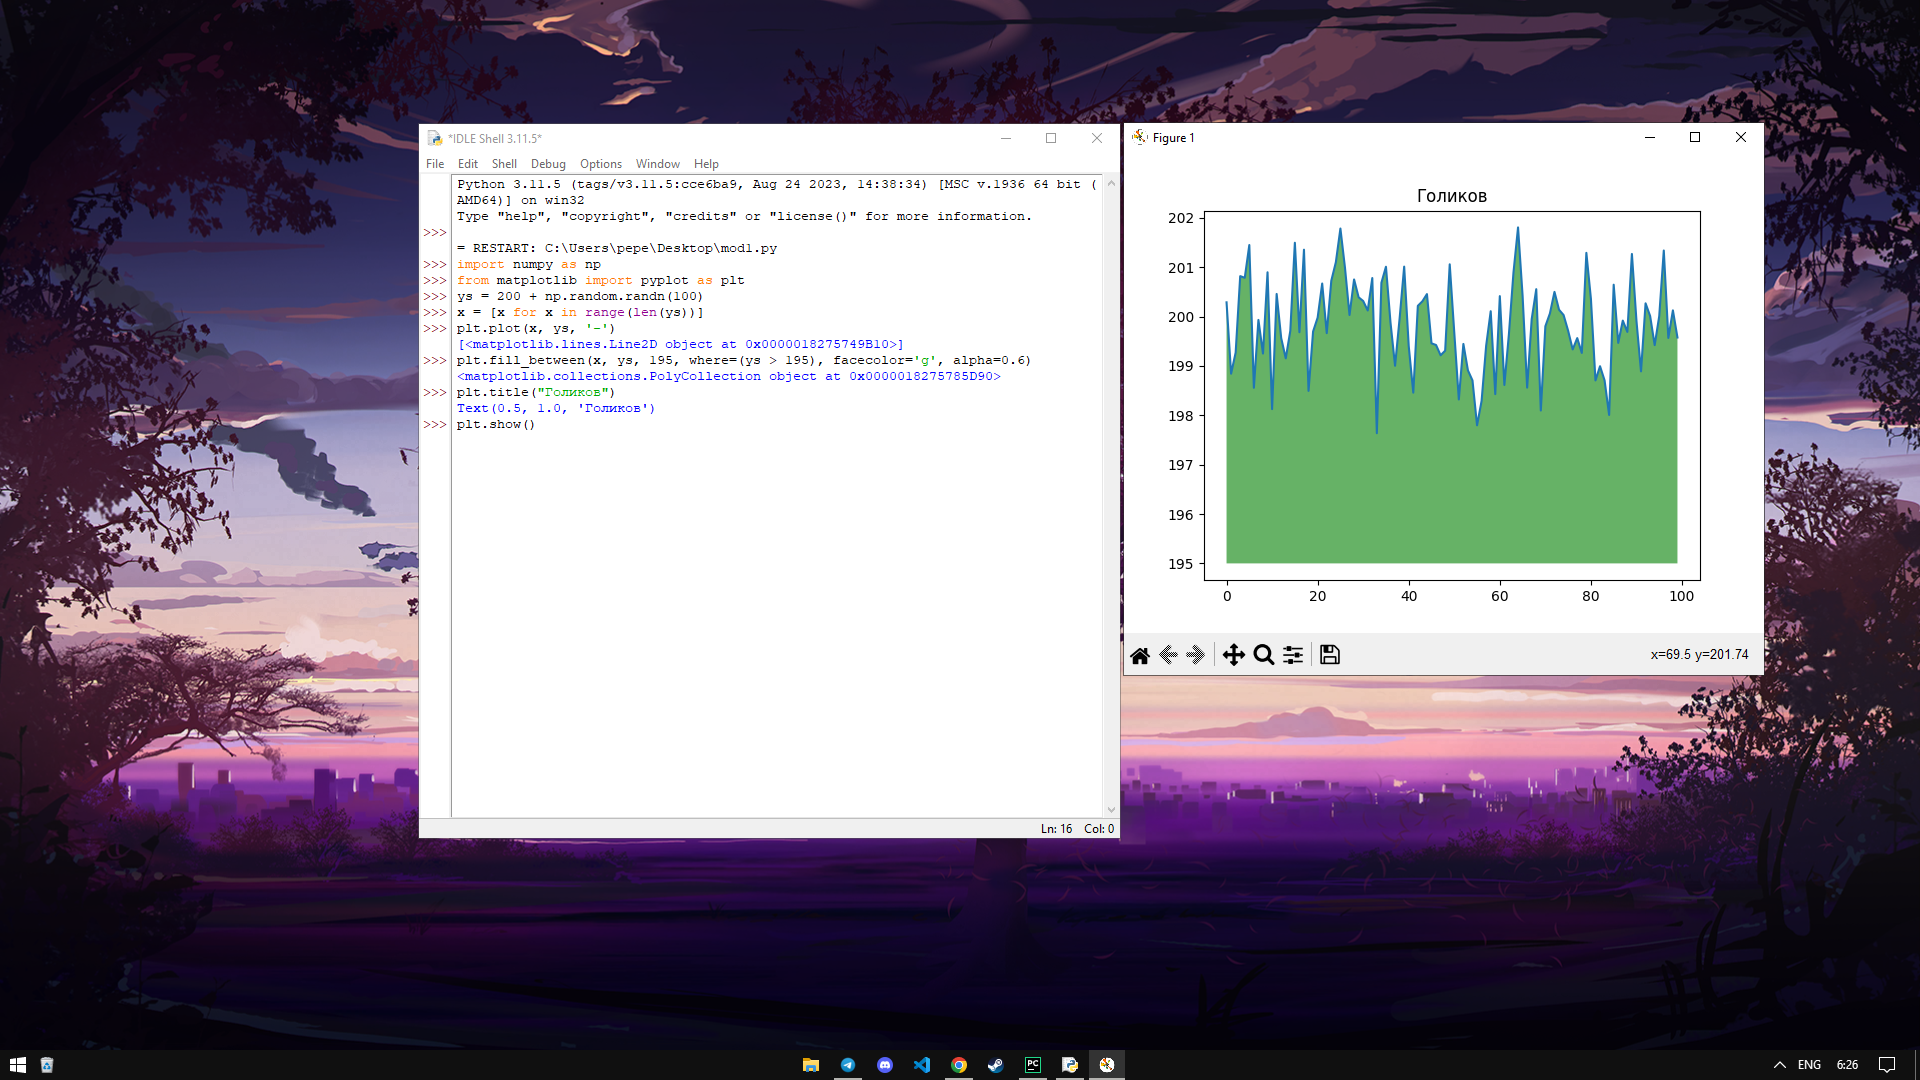 *IDLE Shell 3.11.5*
File Edit Shell Debug Options Window Help
Python 3.11.5 (tags/v3.11.5:cce6ba9, Aug 24 2023, 14:38:34) [MSC v.1936 64 bit (
AMD64)] on win32
Type "help", "copyright", "credits" or "license()" for more information.
>>>
= RESTART: C:\Users\pepe\Desktop\mod1.py
>>> import numpy as np
>>> from matplotlib import pyplot as plt
>>> ys = 200 + np.random.randn(100)
>>> x = [x for x in range(len(ys))]
>>> plt.plot(x, ys, '-')
[<matplotlib.lines.Line2D object at 0x0000018275749B10>]
>>> plt.fill_between(x, ys, 195, where=(ys > 195), facecolor='g', alpha=0.6)
<matplotlib.collections.PolyCollection object at 0x0000018275785D90>
>>> plt.title("Голиков")
Text(0.5, 1.0, 'Голиков')
>>> plt.show()
Ln: 16 Col: 0
Figure 1
Голиков
202
201
200
199
198
197
196
195
0 20 40 60 80 100
x=69.5 y=201.74
PC
ENG 6:26